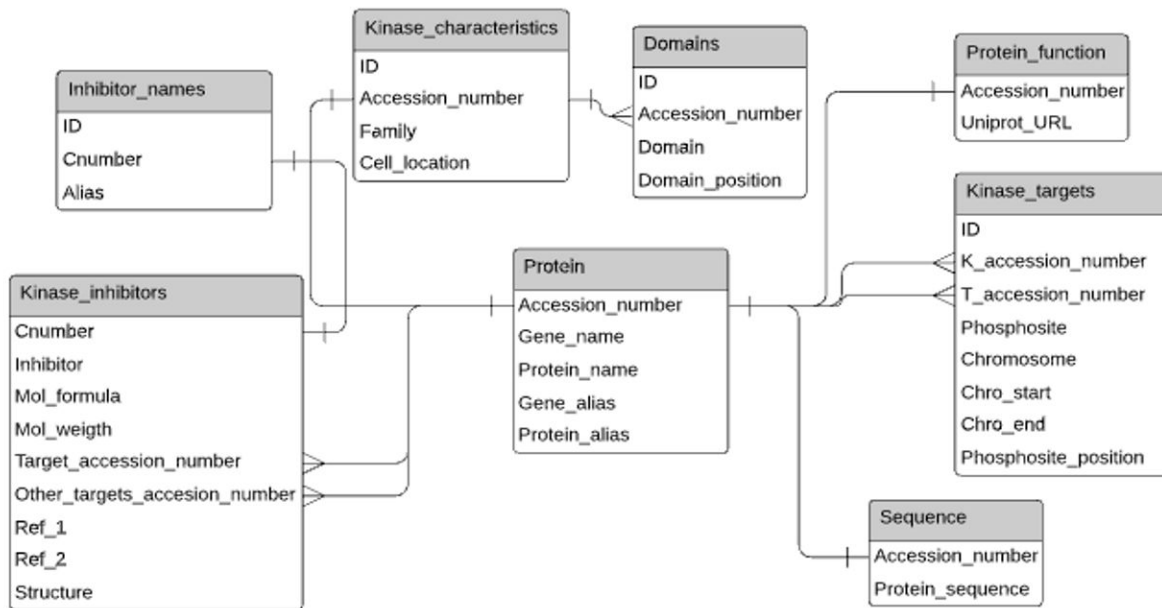 Kinase_characteristics
ID
Accession_number
Family
Cell_location
Domains
ID
Accession_number
Domain
Domain_position
Protein_function
Accession_number
Uniprot_URL
Inhibitor_names
ID
Cnumber
Alias
Kinase_targets
ID
K_accession_number
T_accession_number
Phosphosite
Chromosome
Chro_start
Chro_end
Phosphosite_position
Protein
Accession_number
Gene_name
Protein_name
Gene_alias
Protein_alias
Kinase_inhibitors
Cnumber
Inhibitor
Mol_formula
Mol_weigth
Target_accession_number
Other_targets_accesion_number
Ref_1
Ref_2
Structure
Sequence
Accession_number
Protein_sequence